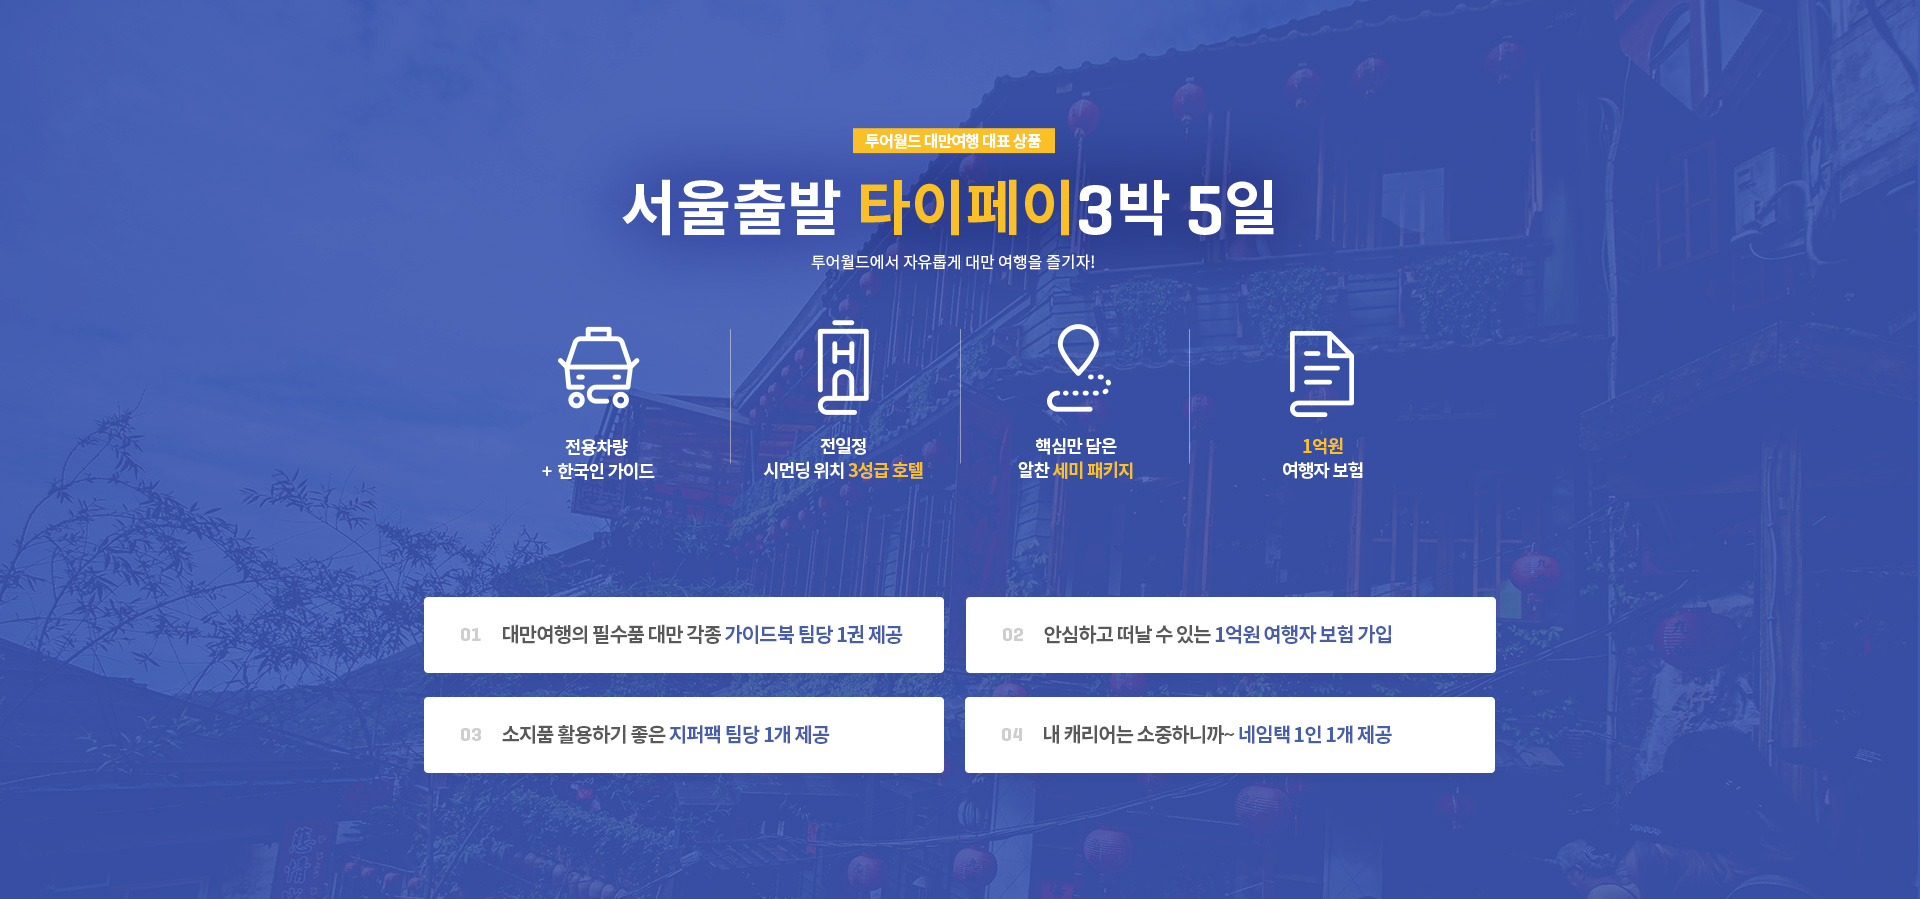 투어월드 대만여행 대표 상품
서울출발 타이페이3박 5일
투어월드에서 자유롭게 대만 여행을 즐기자!
전용차량
+ 한국인 가이드
전일정
시먼딩 위치 3성급 호텔
핵심만 담은
알찬 세미 패키지
1억원
여행자 보험
01 대만여행의 필수품 대만 각종 가이드북 팀당 1권 제공
02 안심하고 떠날 수 있는 1억원 여행자 보험 가입
03 소지품 활용하기 좋은 지퍼팩 팀당 1개 제공
04 내 캐리어는 소중하니까~ 네임택 1인 1개 제공
悲情